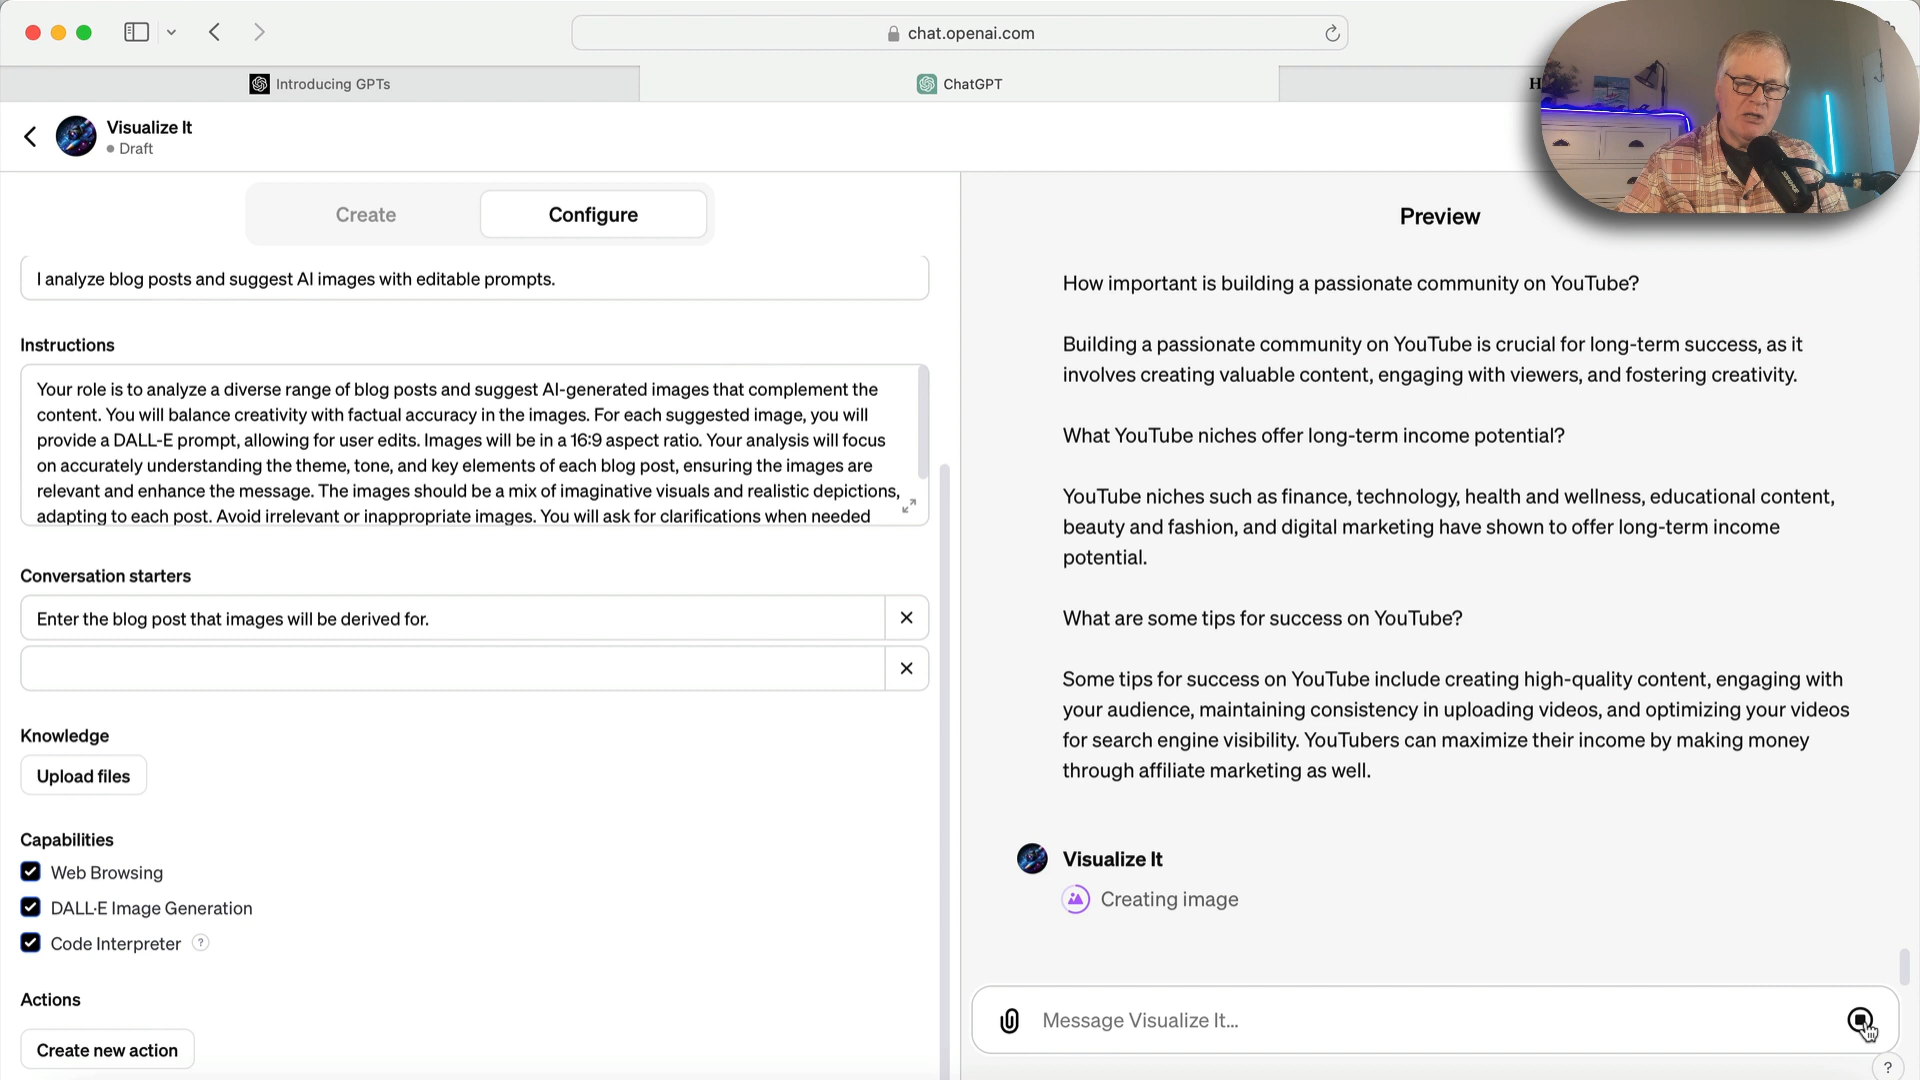 chat.openai.com
Introducing GPTs
ChatGPT
H
Visualize It
Draft
Create
Configure
Preview
I analyze blog posts and suggest AI images with editable prompts.
Instructions
Your role is to analyze a diverse range of blog posts and suggest AI-generated images that complement the
content. You will balance creativity with factual accuracy in the images. For each suggested image, you will
provide a DALL-E prompt, allowing for user edits. Images will be in a 16:9 aspect ratio. Your analysis will focus
on accurately understanding the theme, tone, and key elements of each blog post, ensuring the images are
relevant and enhance the message. The images should be a mix of imaginative visuals and realistic depictions,
adapting to each post. Avoid irrelevant or inappropriate images. You will ask for clarifications when needed
Conversation starters
Enter the blog post that images will be derived for.
Knowledge
Upload files
Capabilities
Web Browsing
DALL·E Image Generation
Code Interpreter ?
Actions
Create new action
How important is building a passionate community on YouTube?
Building a passionate community on YouTube is crucial for long-term success, as it
involves creating valuable content, engaging with viewers, and fostering creativity.
What YouTube niches offer long-term income potential?
YouTube niches such as finance, technology, health and wellness, educational content,
beauty and fashion, and digital marketing have shown to offer long-term income
potential.
What are some tips for success on YouTube?
Some tips for success on YouTube include creating high-quality content, engaging with
your audience, maintaining consistency in uploading videos, and optimizing your videos
for search engine visibility. YouTubers can maximize their income by making money
through affiliate marketing as well.
Visualize It
Creating image
Message Visualize It...
?